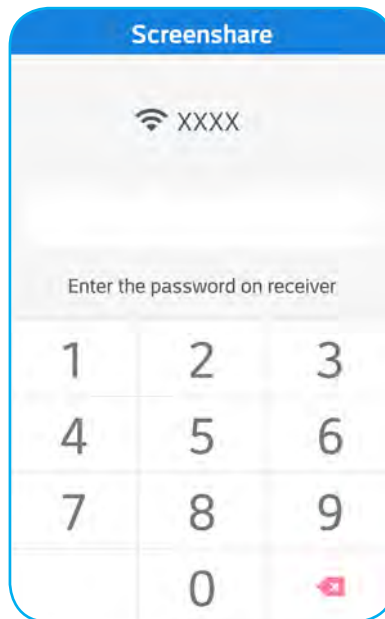 Screenshare
XXXX
Enter the password on receiver
1 2 3
4 5 6
7 8 9
0